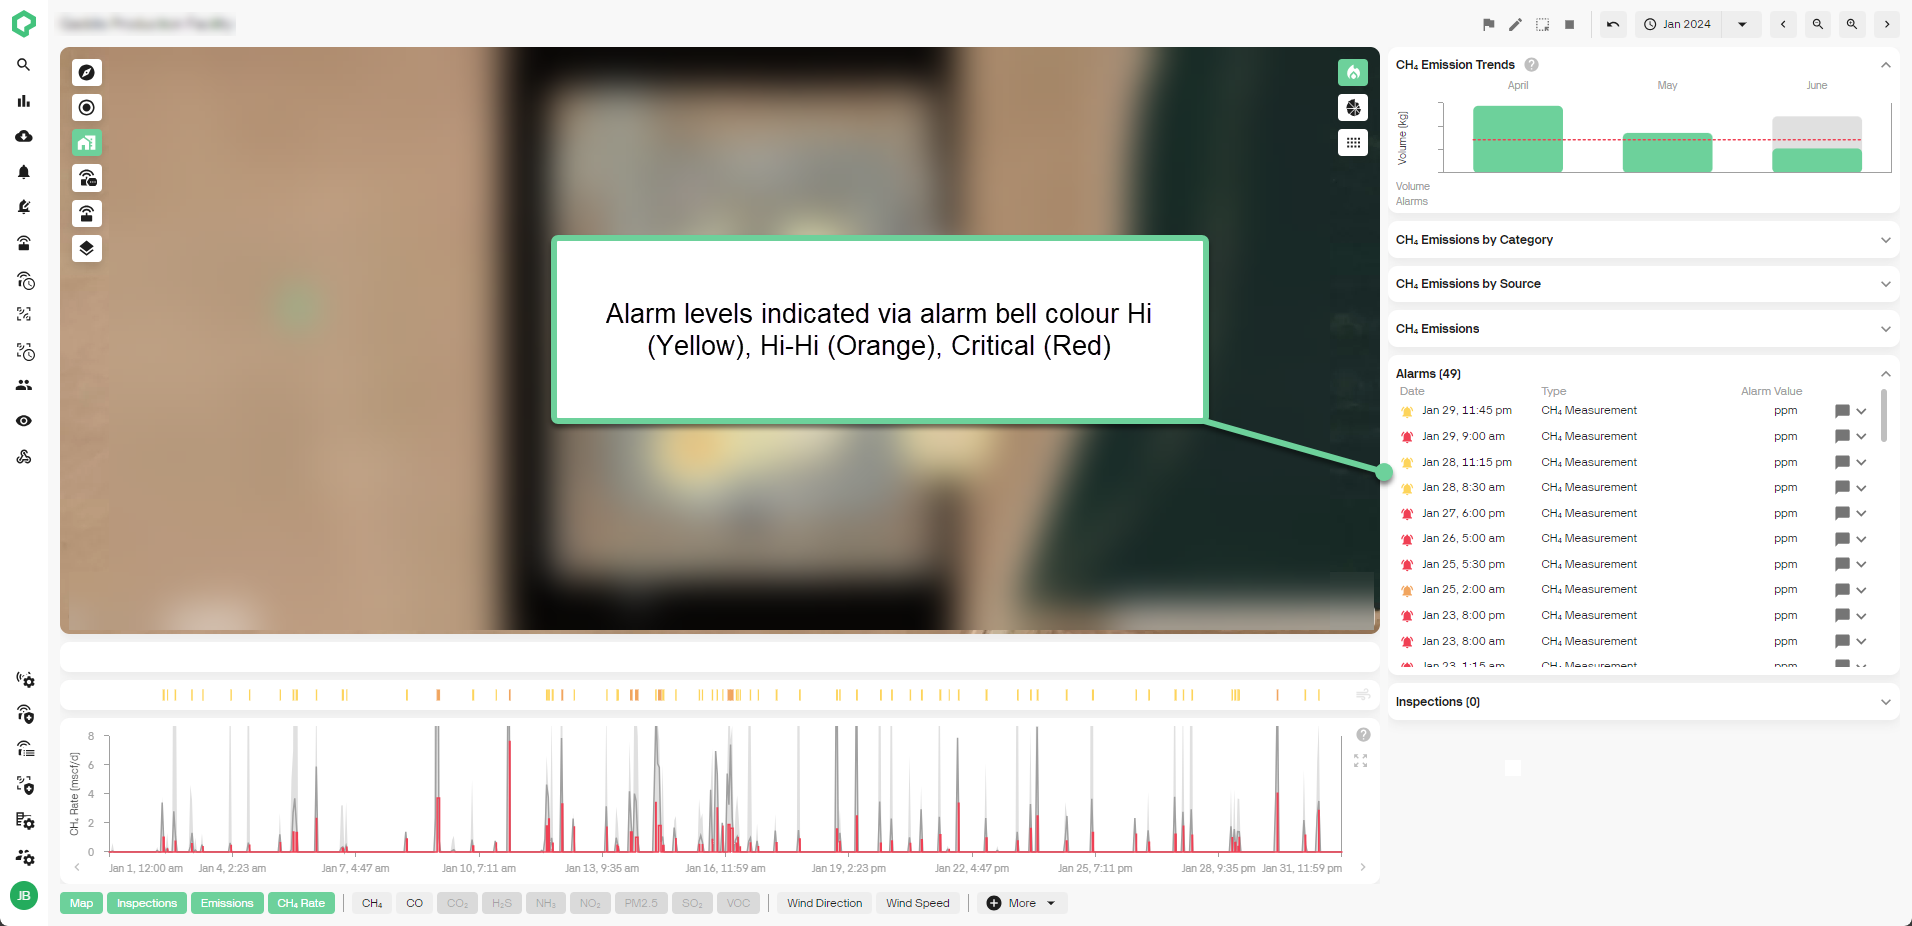 Jan 2024
CH₄ Emission Trends
April May June
Volume (kg)
Volume
Alarms
CH₄ Emissions by Category
CH₄ Emissions by Source
CH₄ Emissions
Alarm levels indicated via alarm bell colour Hi
(Yellow), Hi-Hi (Orange), Critical (Red)
Alarms (49)
Date Type Alarm Value
Jan 29, 11:45 pm CH₄ Measurement ppm
Jan 29, 9:00 am CH₄ Measurement ppm
Jan 28, 11:15 pm CH₄ Measurement ppm
Jan 28, 8:30 am CH₄ Measurement ppm
Jan 27, 6:00 pm CH₄ Measurement ppm
Jan 26, 5:00 am CH₄ Measurement ppm
Jan 25, 5:30 pm CH₄ Measurement ppm
Jan 25, 2:00 am CH₄ Measurement ppm
Jan 23, 8:00 pm CH₄ Measurement ppm
Jan 23, 8:00 am CH₄ Measurement ppm
Jan 23, 1:15 am CH₄ Measurement ppm
Inspections (0)
CH₄ Rate (mscf/d)
8
6
4
2
0
Jan 1, 12:00 am Jan 4, 2:23 am Jan 7, 4:47 am Jan 10, 7:11 am Jan 13, 9:35 am Jan 16, 11:59 am Jan 19, 2:23 pm Jan 22, 4:47 pm Jan 25, 7:11 pm Jan 28, 9:35 pm Jan 31, 11:59 pm
JB
Map Inspections Emissions CH₄ Rate CH₄ CO CO₂ H₂S NH₃ NO₂ PM2.5 SO₂ VOC Wind Direction Wind Speed More